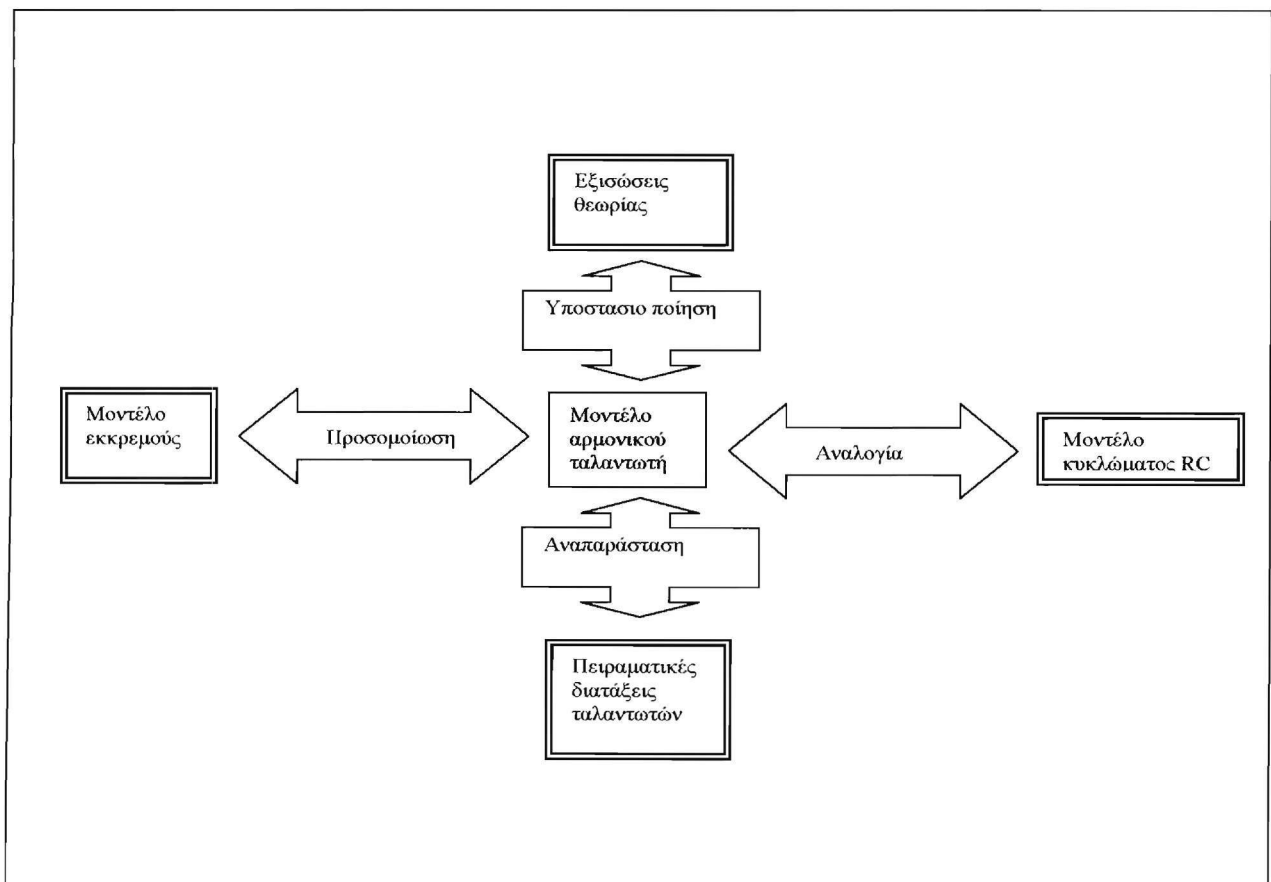 Εξισώσεις
θεωρίας
Υποστασιο ποίηση
Μοντέλο
εκκρεμούς
Προσομοίωση
Μοντέλο
αρμονικού
ταλαντωτή
Αναλογία
Μοντέλο
κυκλώματος RC
Αναπαράσταση
Πειραματικές
διατάξεις
ταλαντωτών